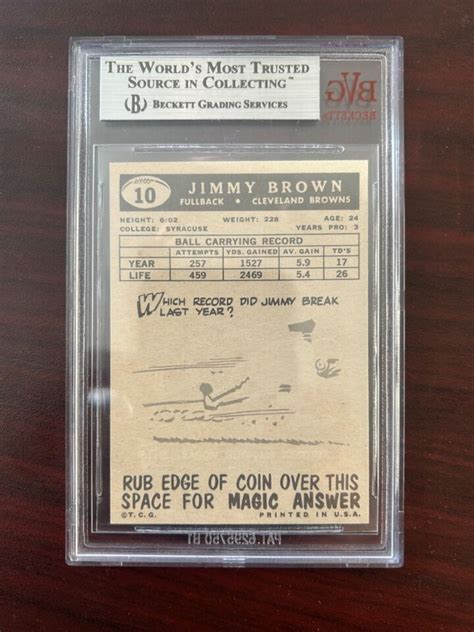 THE WORLD'S MOST TRUSTED
SOURCE IN COLLECTING™
B BECKETT GRADING SERVICES
BVG
BECKETT
10
JIMMY BROWN
FULLBACK • CLEVELAND BROWNS
HEIGHT: 6:02 WEIGHT: 228 AGE: 24
COLLEGE: SYRACUSE YEARS PRO: 3
BALL CARRYING RECORD
ATTEMPTS YDS. GAINED AV. GAIN TD'S
YEAR 257 1527 5.9 17
LIFE 459 2469 5.4 26
WHICH RECORD DID JIMMY BREAK
LAST YEAR?
RUB EDGE OF COIN OVER THIS
SPACE FOR MAGIC ANSWER
©T.C.G. PRINTED IN U.S.A.